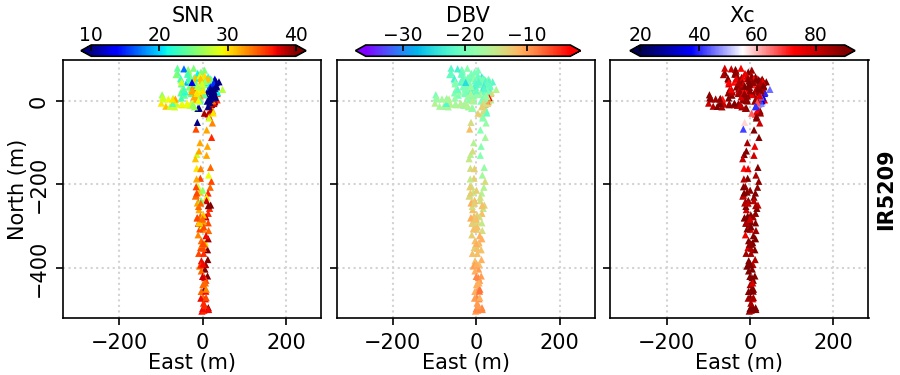 SNR
10 20 30 40
DBV
−30 −20 −10
Xc
20 40 60 80
North (m)
0
−200
−400
−200 0 200
East (m)
−200 0 200
East (m)
−200 0 200
East (m)
IR5209